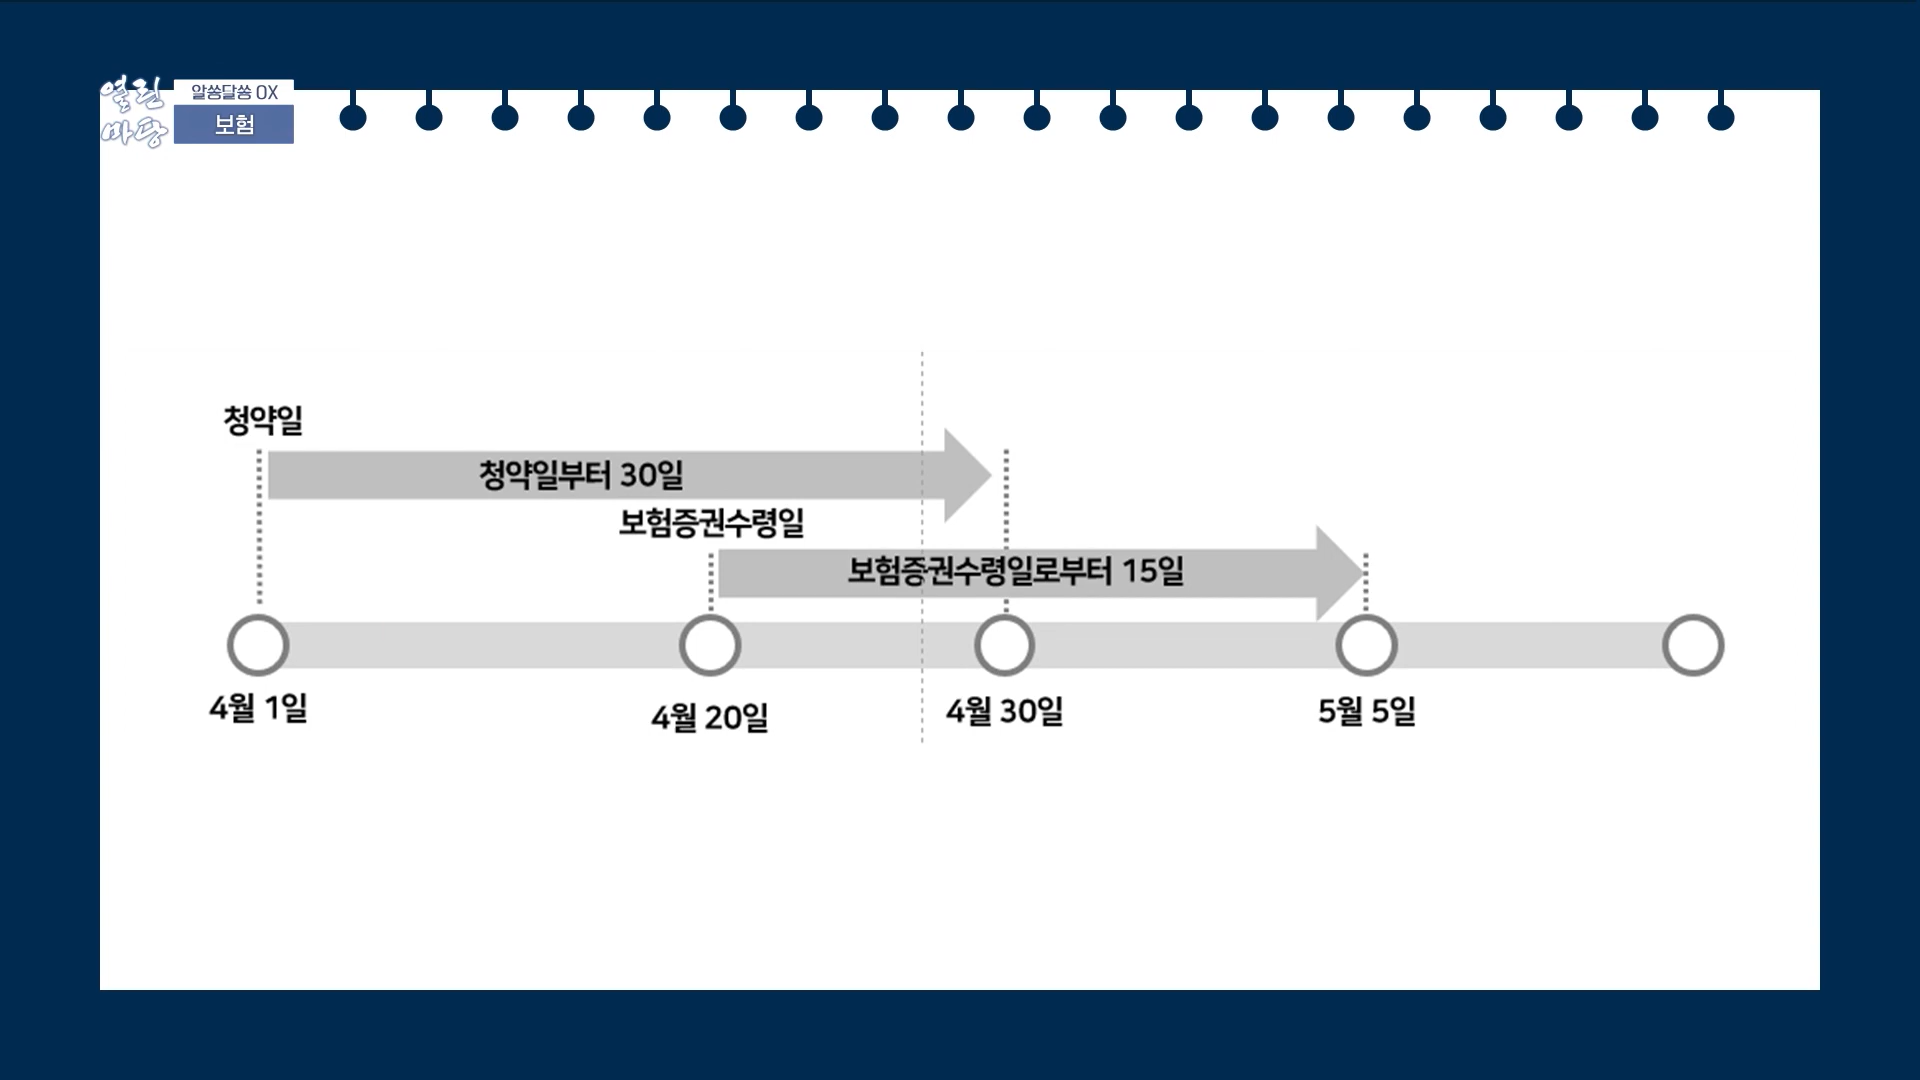 열린
마당
알쏭달쏭 OX
보험
청약일
청약일부터 30일
보험증권수령일
보험증권수령일로부터 15일
4월 1일
4월 20일
4월 30일
5월 5일